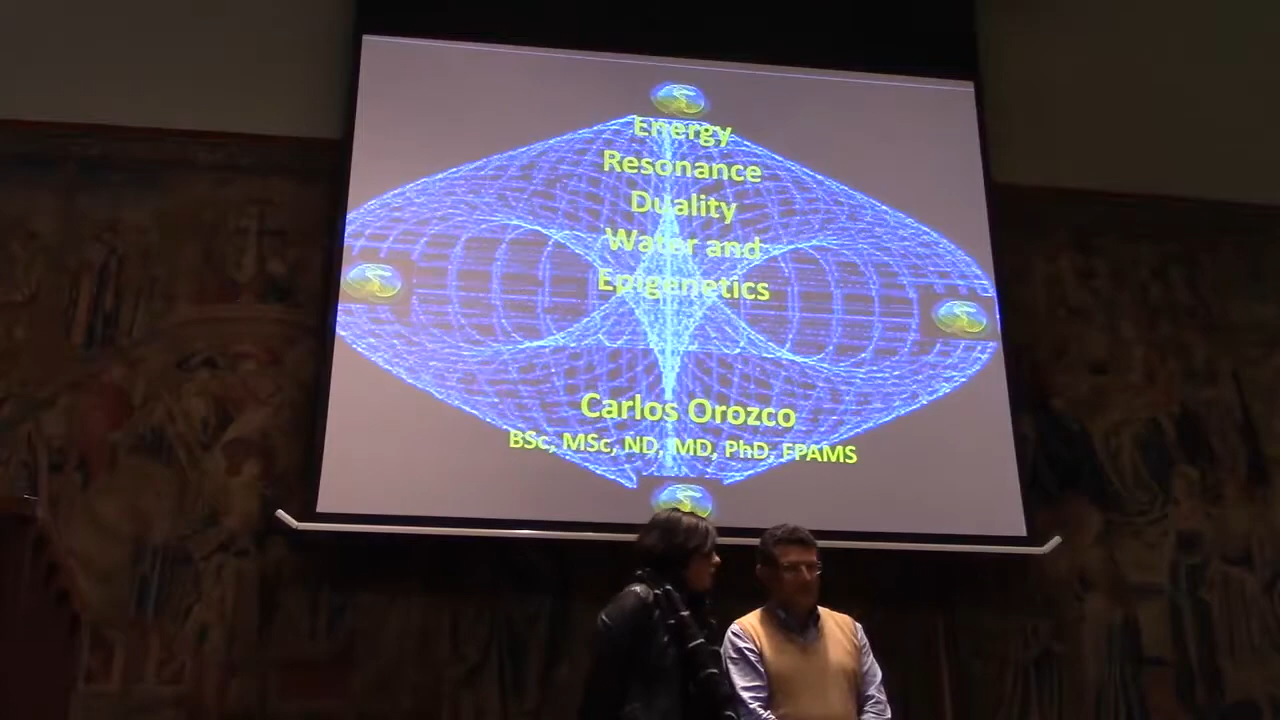 Energy
Resonance
Duality
Water and
Epigenetics
Carlos Orozco
BSc, MSc, ND, MD, PhD, FPAMS